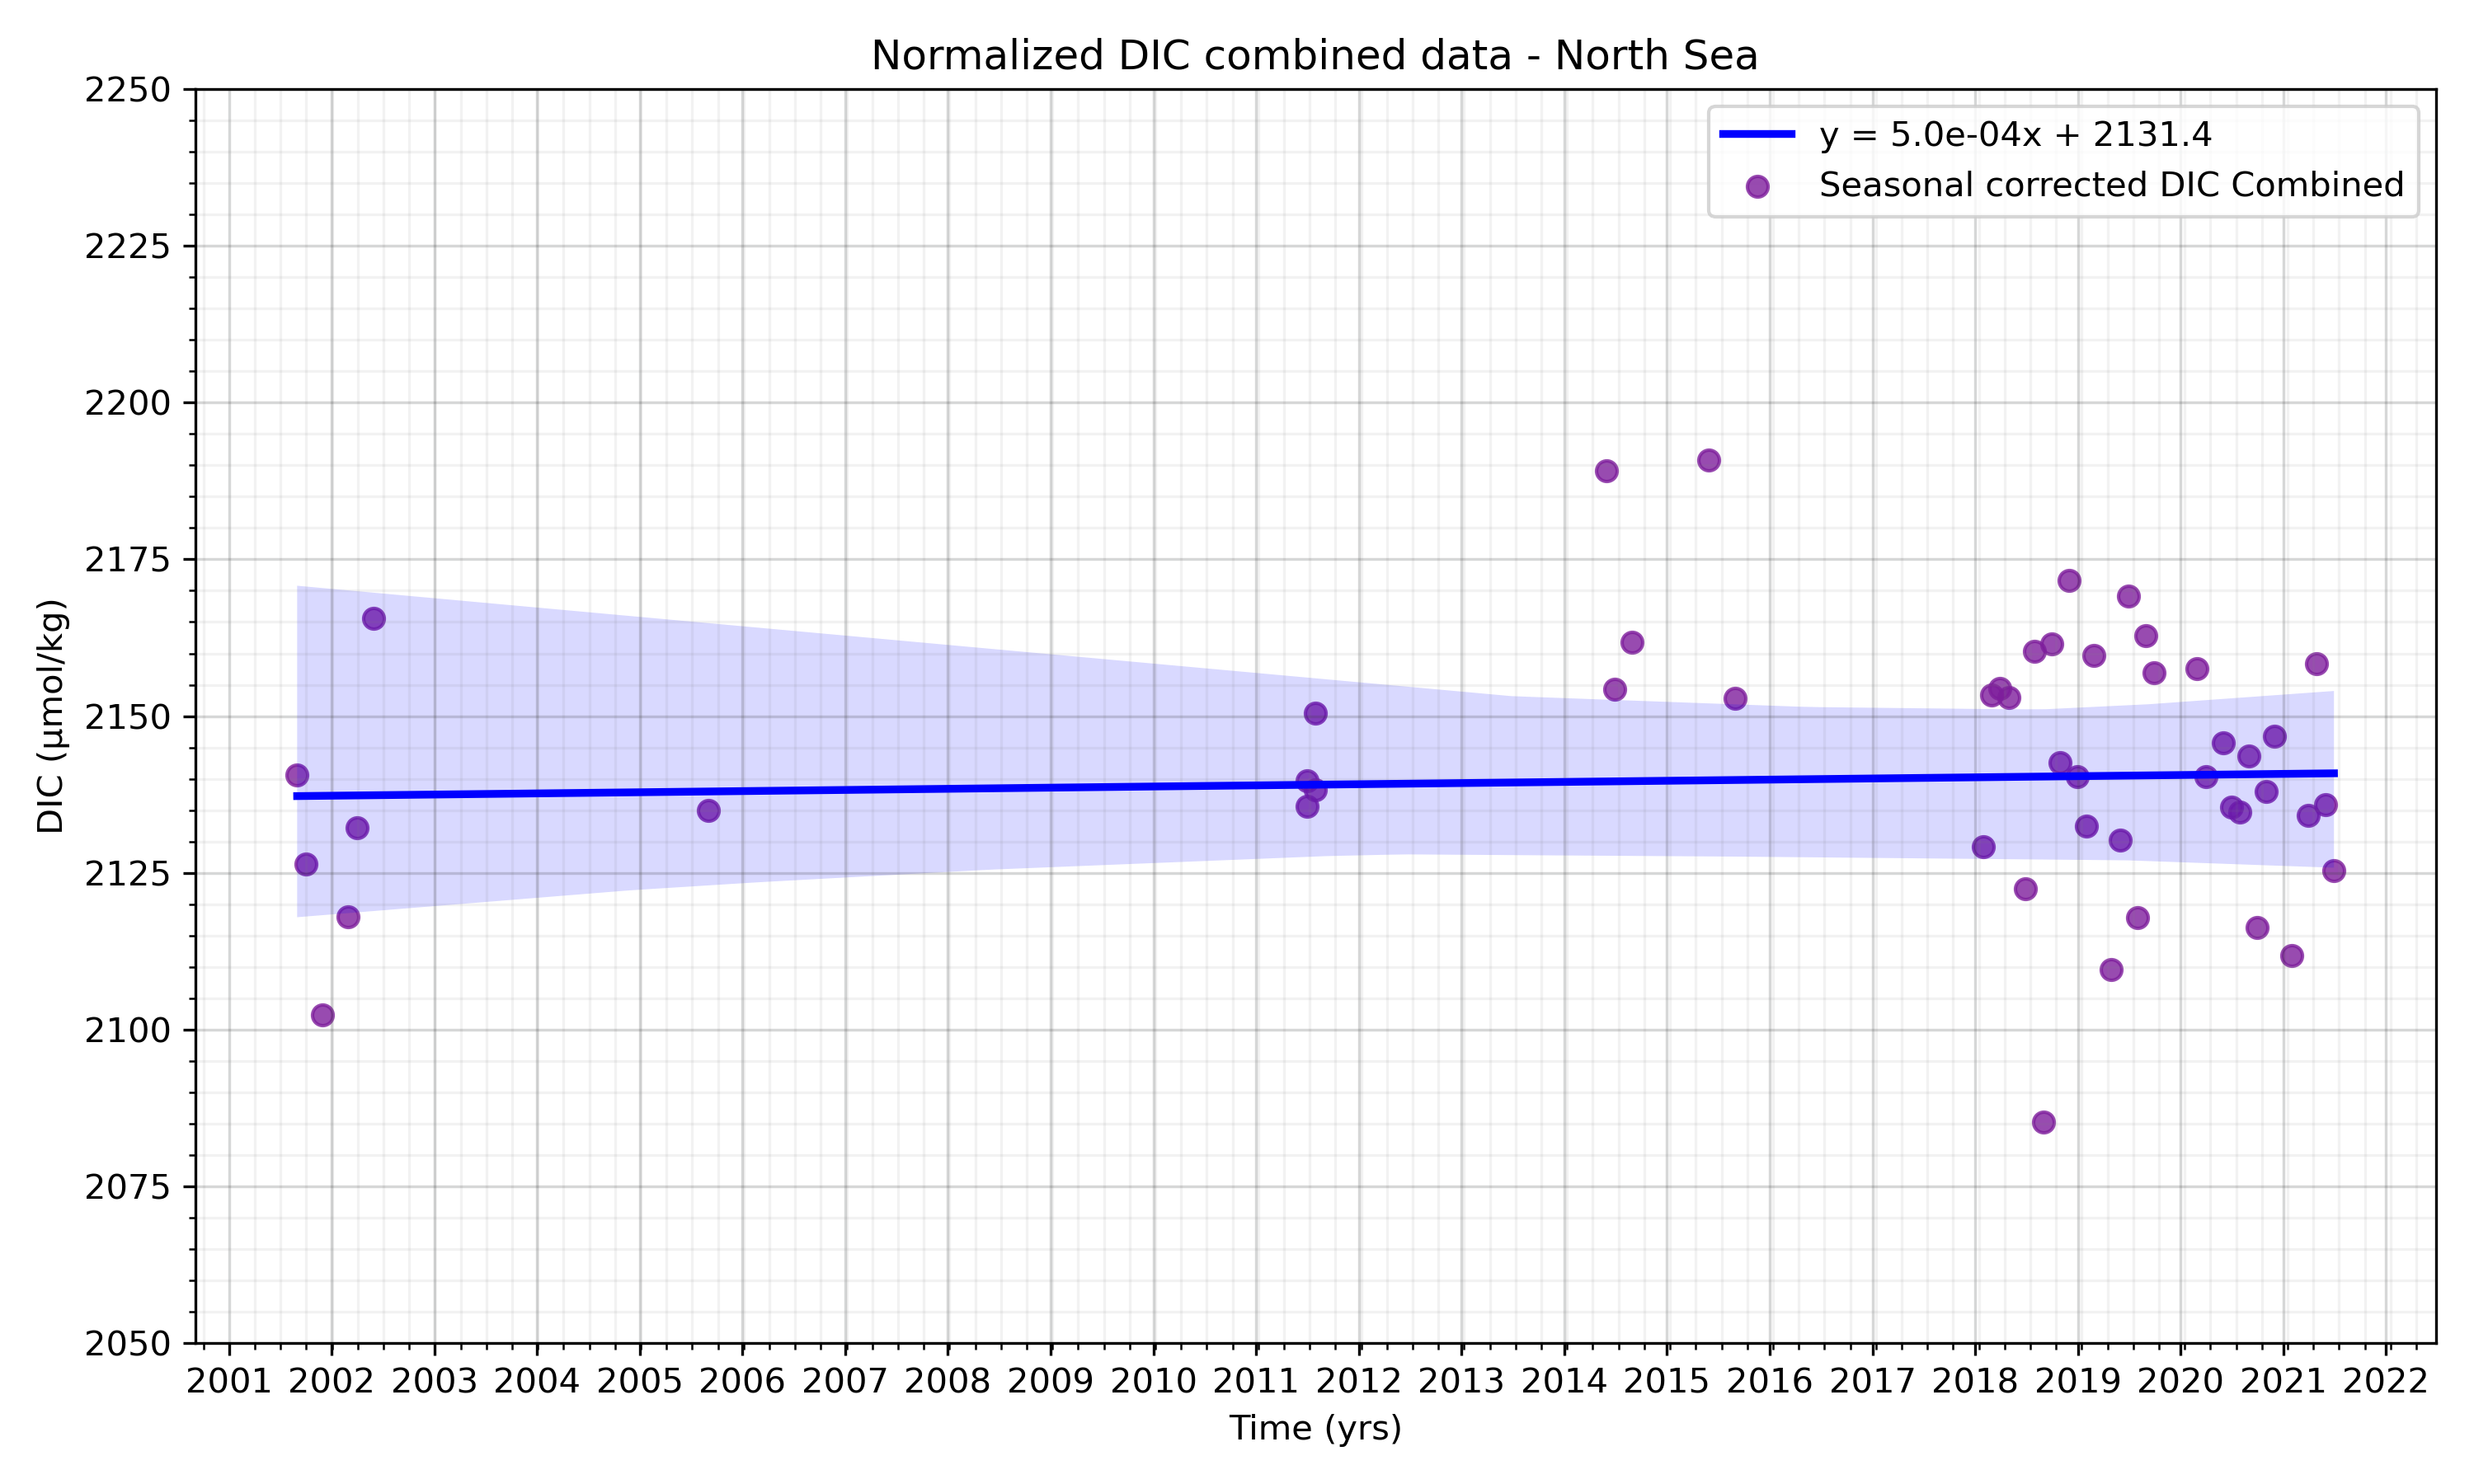 Normalized DIC combined data - North Sea
y = 5.0e-04x + 2131.4
Seasonal corrected DIC Combined
DIC (μmol/kg)
2250
2225
2200
2175
2150
2125
2100
2075
2050
2001 2002 2003 2004 2005 2006 2007 2008 2009 2010 2011 2012 2013 2014 2015 2016 2017 2018 2019 2020 2021 2022
Time (yrs)